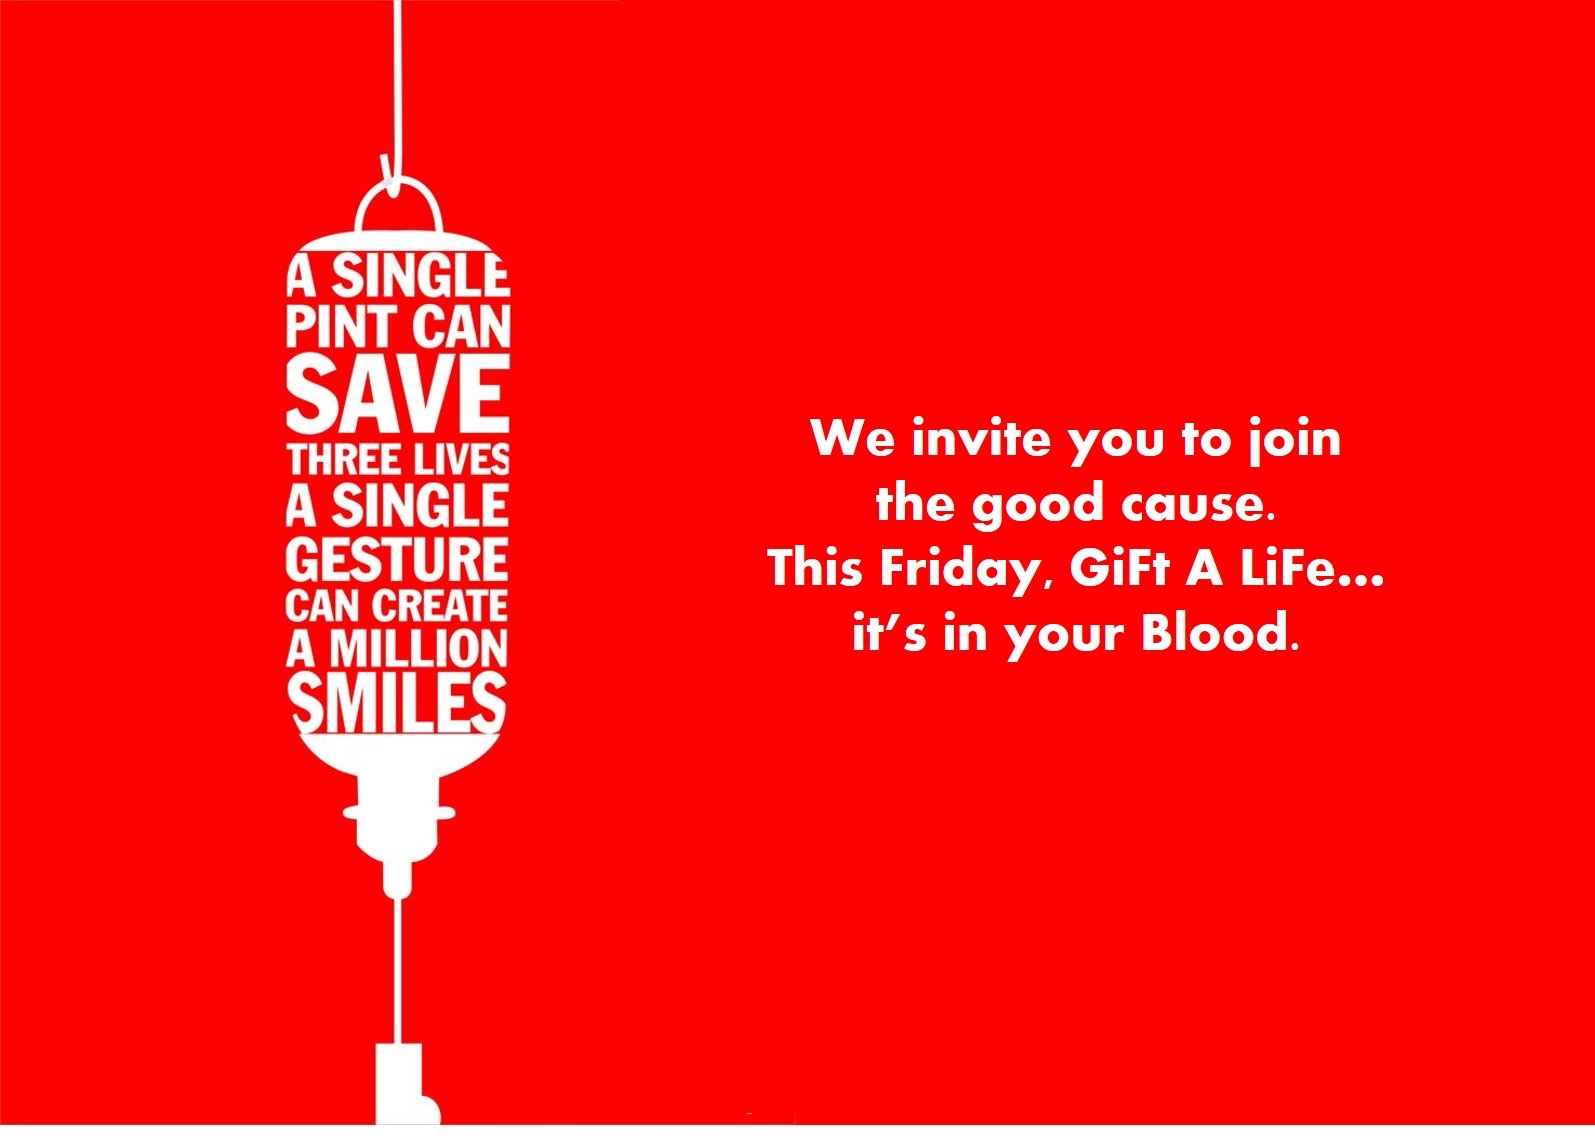 A SINGLE
PINT CAN
SAVE
THREE LIVES
A SINGLE
GESTURE
CAN CREATE
A MILLION
SMILES
We invite you to join
the good cause.
This Friday, GiFt A LiFe...
it’s in your Blood.